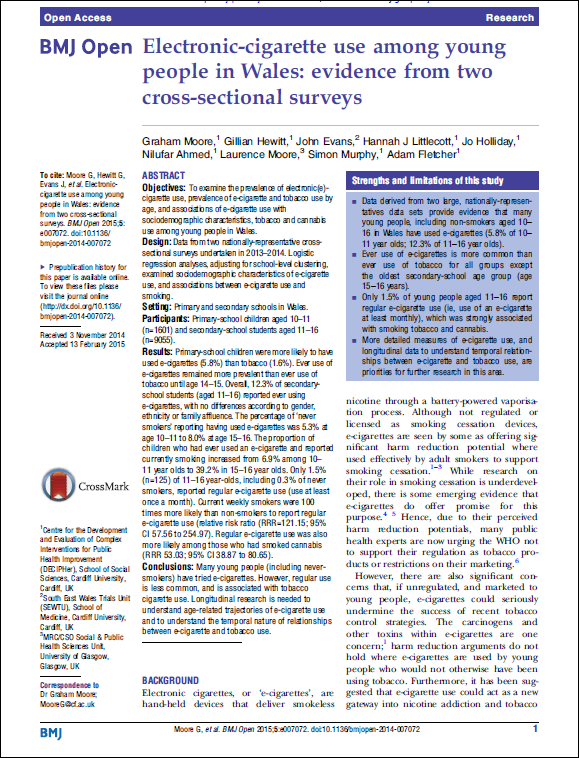 Open Access
Research
BMJ Open
Electronic-cigarette use among young
people in Wales: evidence from two
cross-sectional surveys
Graham Moore,1 Gillian Hewitt,1 John Evans,2 Hannah J Littlecott,1 Jo Holliday,1
Nilufar Ahmed,1 Laurence Moore,3 Simon Murphy,1 Adam Fletcher1
To cite: Moore G, Hewitt G,
Evans J, et al. Electronic-
cigarette use among young
people in Wales: evidence
from two cross-sectional
surveys. BMJ Open 2015;5:
e007072. doi:10.1136/
bmjopen-2014-007072
► Prepublication history for
this paper is available online.
To view these files please
visit the journal online
(http://dx.doi.org/10.1136/
bmjopen-2014-007072).
Received 3 November 2014
Accepted 13 February 2015
CrossMark
1Centre for the Development
and Evaluation of Complex
Interventions for Public
Health Improvement
(DECIPHer), School of Social
Sciences, Cardiff University,
Cardiff, UK
2South East Wales Trials Unit
(SEWTU), School of
Medicine, Cardiff University,
Cardiff, UK
3MRC/CSO Social & Public
Health Sciences Unit,
University of Glasgow,
Glasgow, UK
Correspondence to
Dr Graham Moore;
MooreG@cf.ac.uk
ABSTRACT
Objectives: To examine the prevalence of electronic(e)-
cigarette use, prevalence of e-cigarette and tobacco use by
age, and associations of e-cigarette use with
sociodemographic characteristics, tobacco and cannabis
use among young people in Wales.
Design: Data from two nationally-representative cross-
sectional surveys undertaken in 2013–2014. Logistic
regression analyses, adjusting for school-level clustering,
examined sociodemographic characteristics of e-cigarette
use, and associations between e-cigarette use and
smoking.
Setting: Primary and secondary schools in Wales.
Participants: Primary-school children aged 10–11
(n=1601) and secondary-school students aged 11–16
(n=9055).
Results: Primary-school children were more likely to have
used e-cigarettes (5.8%) than tobacco (1.6%). Ever use of
e-cigarettes remained more prevalent than ever use of
tobacco until age 14–15. Overall, 12.3% of secondary-
school students (aged 11–16) reported ever using
e-cigarettes, with no differences according to gender,
ethnicity or family affluence. The percentage of ‘never
smokers’ reporting having used e-cigarettes was 5.3% at
age 10–11 to 8.0% at age 15–16. The proportion of
children who had ever used an e-cigarette and reported
currently smoking increased from 6.9% among 10–
11 year olds to 39.2% in 15–16 year olds. Only 1.5%
(n=125) of 11–16 year-olds, including 0.3% of never
smokers, reported regular e-cigarette use (use at least
once a month). Current weekly smokers were 100
times more likely than non-smokers to report regular
e-cigarette use (relative risk ratio (RRR=121.15; 95%
CI 57.56 to 254.97). Regular e-cigarette use was also
more likely among those who had smoked cannabis
(RRR 53.03; 95% CI 38.87 to 80.65).
Conclusions: Many young people (including never-
smokers) have tried e-cigarettes. However, regular use
is less common, and is associated with tobacco
cigarette use. Longitudinal research is needed to
understand age-related trajectories of e-cigarette use
and to understand the temporal nature of relationships
between e-cigarette and tobacco use.
BACKGROUND
Electronic cigarettes, or ‘e-cigarettes’, are
hand-held devices that deliver smokeless
Strengths and limitations of this study
▪ Data derived from two large, nationally-represen-
tatives data sets provide evidence that many
young people, including non-smokers aged 10–
16 in Wales have used e-cigarettes (5.8% of 10–
11 year olds; 12.3% of 11–16 year olds).
▪ Ever use of e-cigarettes is more common than
ever use of tobacco for all groups except
the oldest secondary-school age group (age
15–16 years).
▪ Only 1.5% of young people aged 11–16 report
regular e-cigarette use (ie, use of an e-cigarette
at least monthly), which was strongly associated
with smoking tobacco and cannabis.
▪ More detailed measures of e-cigarette use, and
longitudinal data to understand temporal relation-
ships between e-cigarette and tobacco use, are
priorities for further research in this area.
nicotine through a battery-powered vaporisa-
tion process. Although not regulated or
licensed as smoking cessation devices,
e-cigarettes are seen by some as offering sig-
nificant harm reduction potential where
used effectively by adult smokers to support
smoking cessation.1–3 While research on
their role in smoking cessation is underdevel-
oped, there is some emerging evidence that
e-cigarettes do offer promise for this
purpose.4 5 Hence, due to their perceived
harm reduction potentials, many public
health experts are now urging the WHO not
to support their regulation as tobacco pro-
ducts or restrictions on their marketing.6
However, there are also significant con-
cerns that, if unregulated, and marketed to
young people, e-cigarettes could seriously
undermine the success of recent tobacco
control strategies. The carcinogens and
other toxins within e-cigarettes are one
concern;1 harm reduction arguments do not
hold where e-cigarettes are used by young
people who would not otherwise have been
using tobacco. Furthermore, it has been sug-
gested that e-cigarette use could act as a new
gateway into nicotine addiction and tobacco
BMJ
Moore G, et al. BMJ Open 2015;5:e007072. doi:10.1136/bmjopen-2014-007072
1